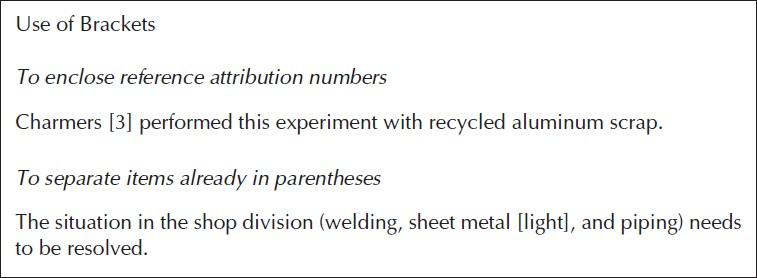 Use of Brackets
To enclose reference attribution numbers
Charmers [3] performed this experiment with recycled aluminum scrap.
To separate items already in parentheses
The situation in the shop division (welding, sheet metal [light], and piping) needs
to be resolved.